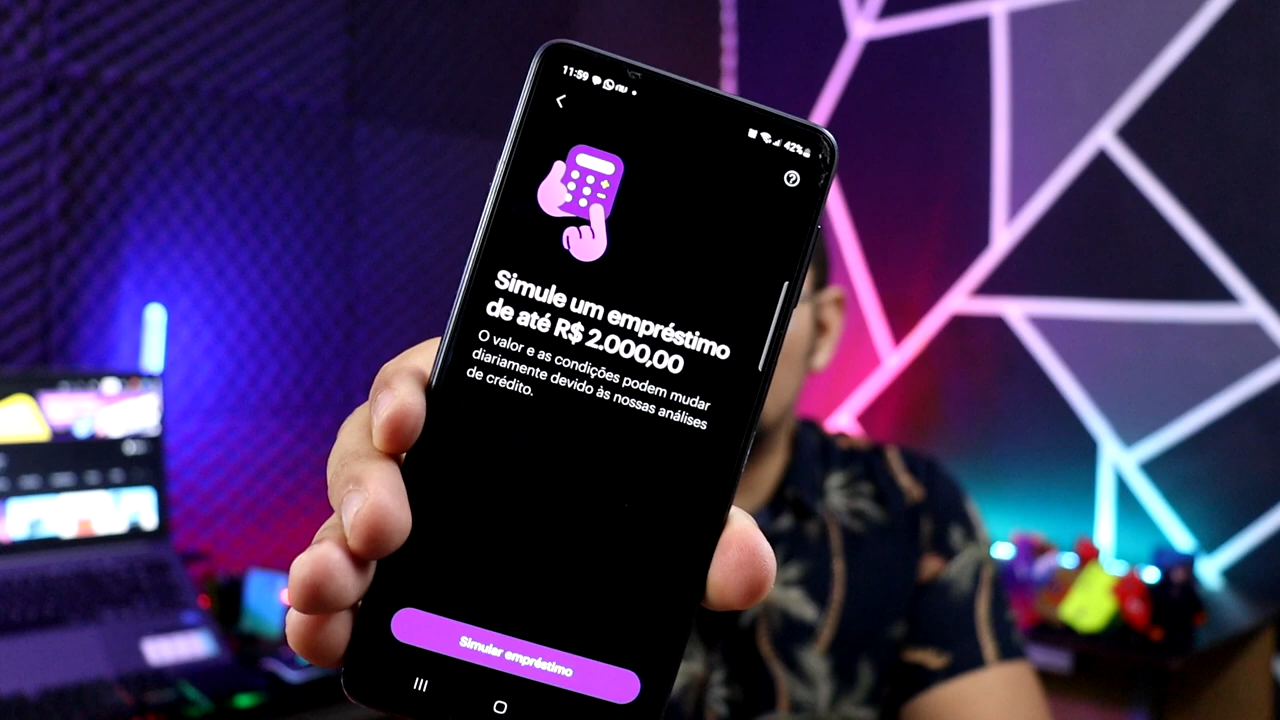 11:59
42%
Simule um empréstimo
de até R$ 2.000,00
O valor e as condições podem mudar
diariamente devido às nossas análises
de crédito.
Simular empréstimo